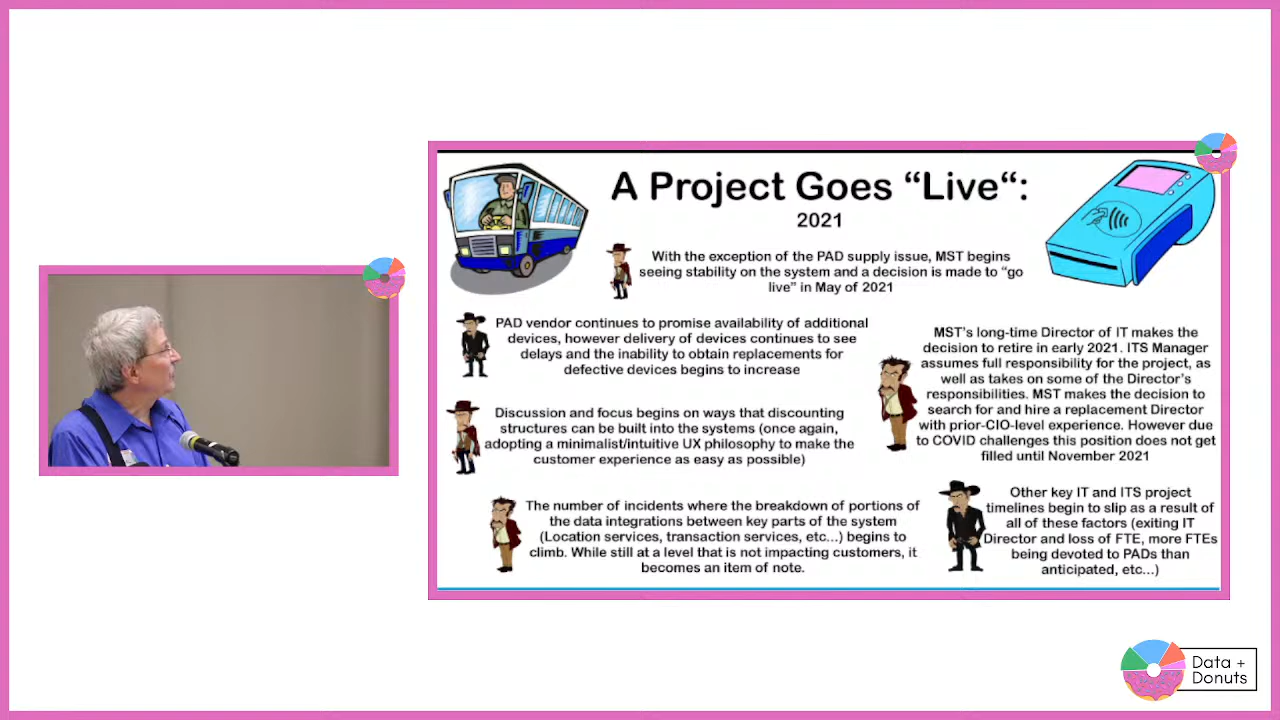 A Project Goes “Live“:
2021
With the exception of the PAD supply issue, MST begins
seeing stability on the system and a decision is made to “go
live” in May of 2021
PAD vendor continues to promise availability of additional
devices, however delivery of devices continues to see
delays and the inability to obtain replacements for
defective devices begins to increase
Discussion and focus begins on ways that discounting
structures can be built into the systems (once again,
adopting a minimalist/intuitive UX philosophy to make the
customer experience as easy as possible)
The number of incidents where the breakdown of portions of
the data integrations between key parts of the system
(Location services, transaction services, etc...) begins to
climb. While still at a level that is not impacting customers, it
becomes an item of note.
MST’s long-time Director of IT makes the
decision to retire in early 2021. ITS Manager
assumes full responsibility for the project, as
well as takes on some of the Director’s
responsibilities. MST makes the decision to
search for and hire a replacement Director
with prior-CIO-level experience. However due
to COVID challenges this position does not get
filled until November 2021
Other key IT and ITS project
timelines begin to slip as a result of
all of these factors (exiting IT
Director and loss of FTE, more FTEs
being devoted to PADs than
anticipated, etc...)
Data +
Donuts